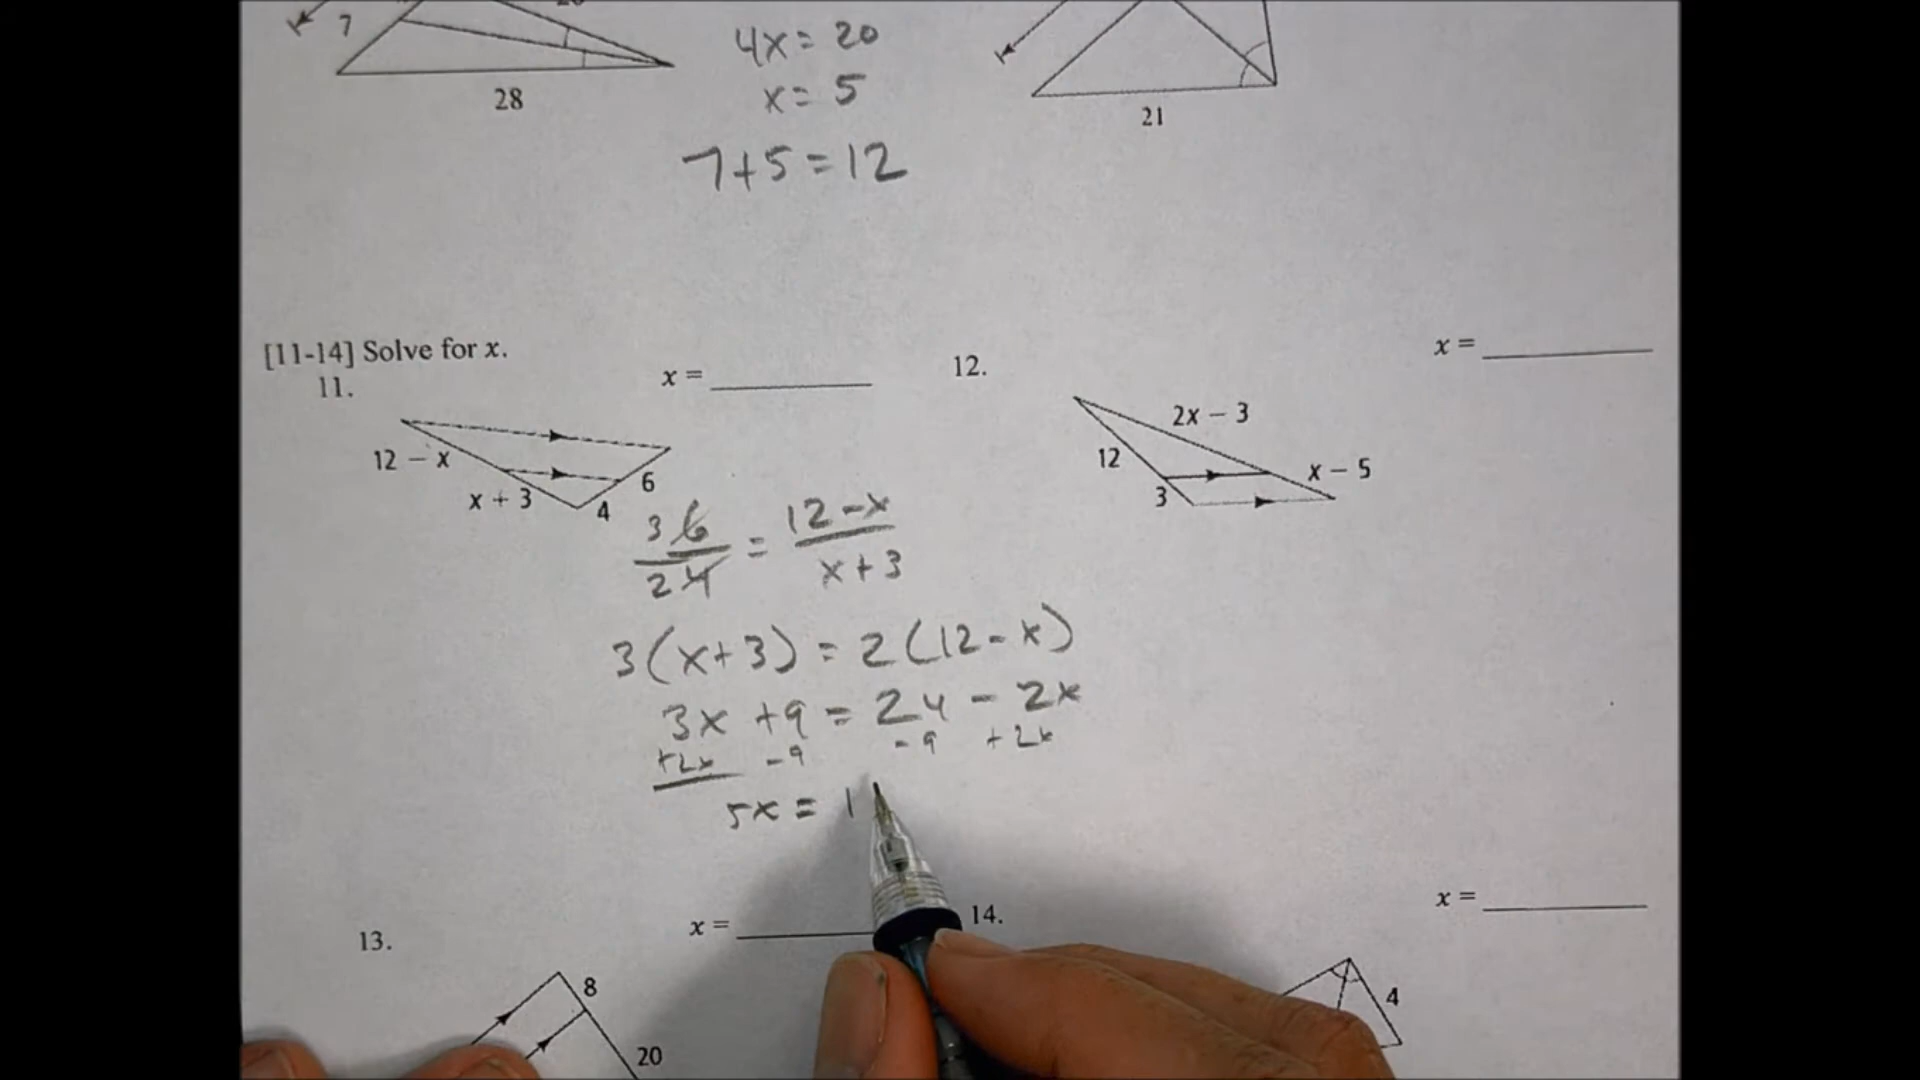 7
28
4x = 20
x = 5
7+5=12
21
[11-14] Solve for x.
11.
x =
12 – x
x + 3
6
4
3 6 / 2 4 = 12-x / x+3
3(x+3) = 2(12-x)
3x +9 = 24 - 2x
+2x -9 -9 +2x
5x = 1
12.
x =
2x – 3
12
x – 5
3
13.
x =
8
20
14.
x =
4